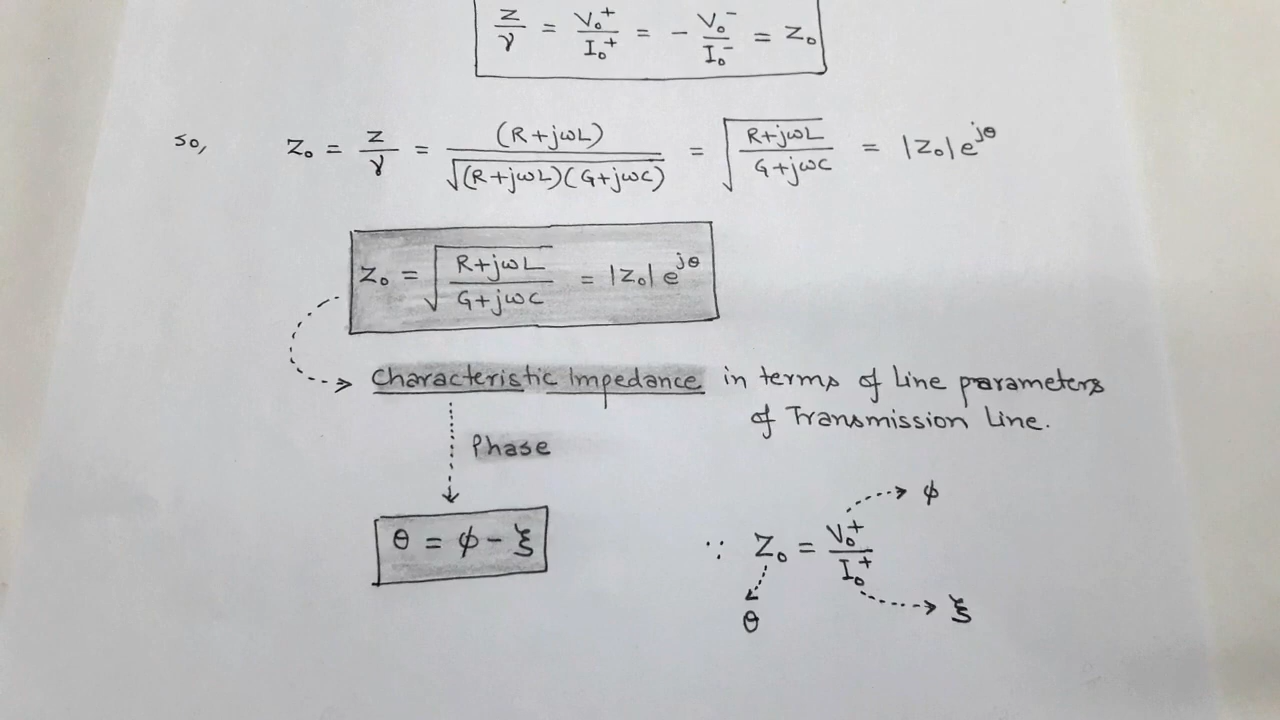 z/γ = V₀⁺/I₀⁺ = - V₀⁻/I₀⁻ = Z₀
so, Z₀ = z/γ = (R+jωL)/√(R+jωL)(G+jωC) = √(R+jωL)/(G+jωC) = |Z₀|e^jθ
Z₀ = √(R+jωL)/(G+jωC) = |Z₀|e^jθ
Characteristic Impedance in terms of Line parameters
of Transmission Line.
Phase
θ = ϕ - ξ
∵ Z₀ = V₀⁺/I₀⁺
ϕ
ξ
θ